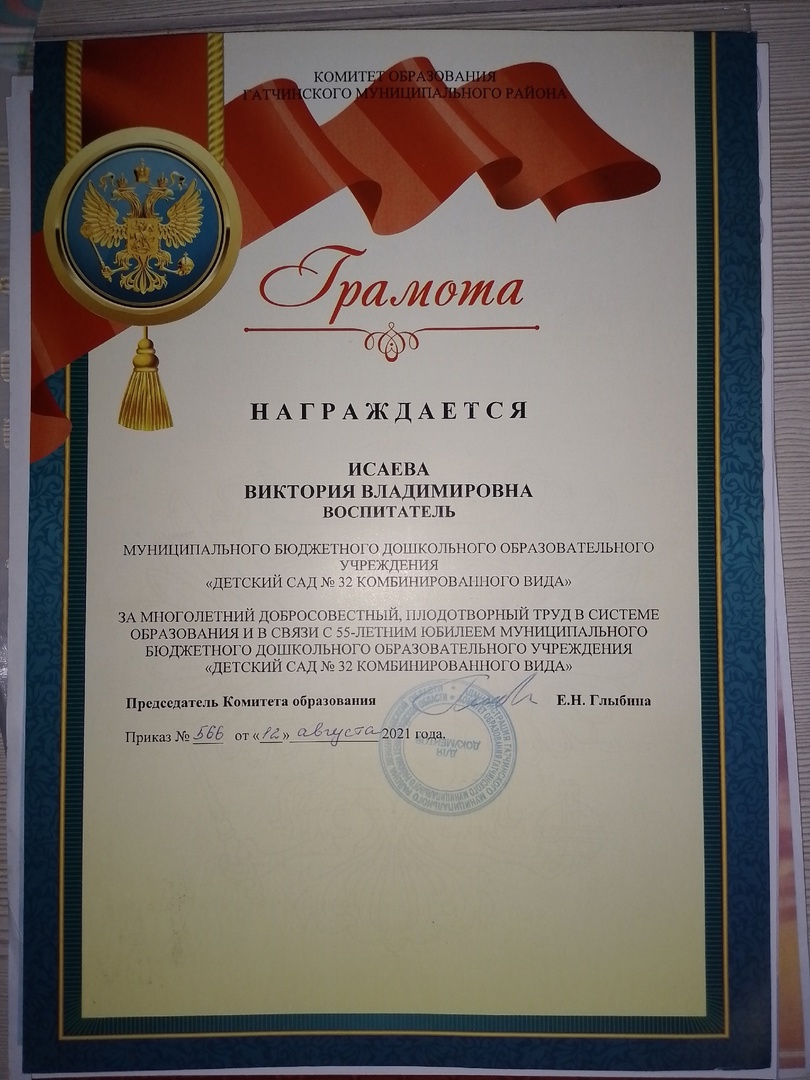 КОМИТЕТ ОБРАЗОВАНИЯ
ГАТЧИНСКОГО МУНИЦИПАЛЬНОГО РАЙОНА
Грамота
НАГРАЖДАЕТСЯ
ИСАЕВА
ВИКТОРИЯ ВЛАДИМИРОВНА
ВОСПИТАТЕЛЬ
МУНИЦИПАЛЬНОГО БЮДЖЕТНОГО ДОШКОЛЬНОГО ОБРАЗОВАТЕЛЬНОГО
УЧРЕЖДЕНИЯ
«ДЕТСКИЙ САД № 32 КОМБИНИРОВАННОГО ВИДА»
ЗА МНОГОЛЕТНИЙ ДОБРОСОВЕСТНЫЙ, ПЛОДОТВОРНЫЙ ТРУД В СИСТЕМЕ
ОБРАЗОВАНИЯ И В СВЯЗИ С 55-ЛЕТНИМ ЮБИЛЕЕМ МУНИЦИПАЛЬНОГО
БЮДЖЕТНОГО ДОШКОЛЬНОГО ОБРАЗОВАТЕЛЬНОГО УЧРЕЖДЕНИЯ
«ДЕТСКИЙ САД № 32 КОМБИНИРОВАННОГО ВИДА»
Председатель Комитета образования Е.Н. Глыбина
Приказ № 566 от «12» августа 2021 года.
ДЛЯ
ДОКУМЕНТОВ